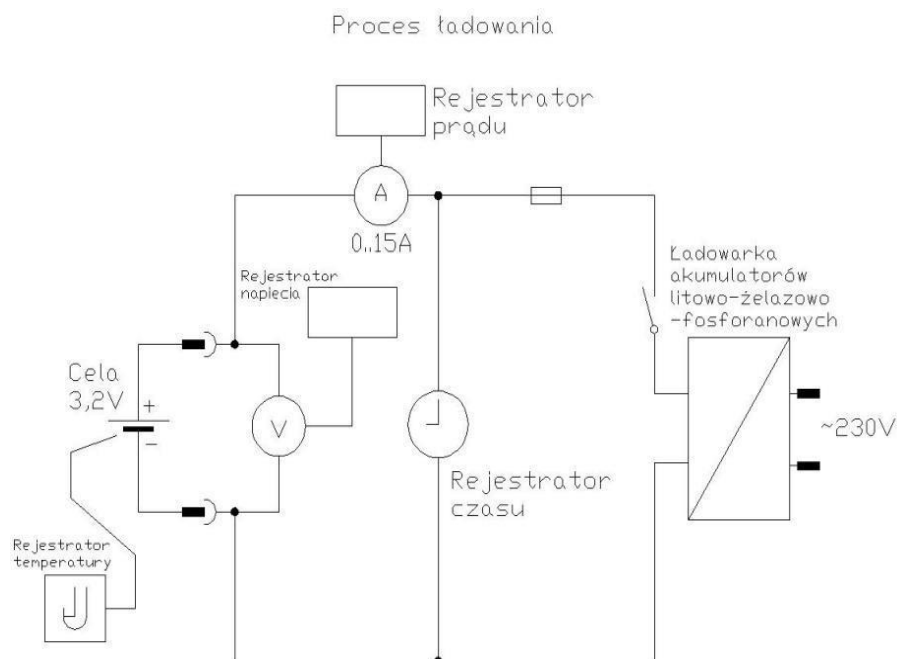 Proces ładowania
Rejestrator
prądu
A
0..15A
Rejestrator
napiecia
Ładowarka
akumulatorów
litowo-żelazowo
-fosforanowych
Cela
3,2V
+
−
V
~230V
Rejestrator
czasu
Rejestrator
temperatury